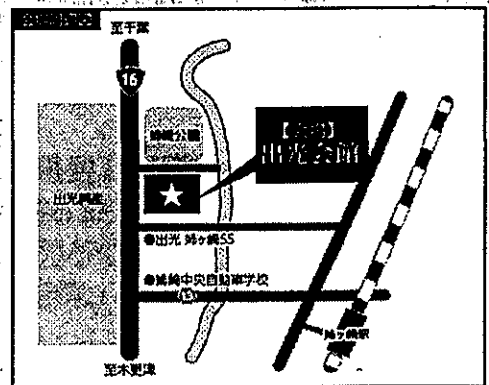 至千葉
16
姉崎公園
【会場】
出光会館
出光興産
●出光 姉ヶ崎SS
●姉崎中央自動車学校
姉ヶ崎駅
至木更津